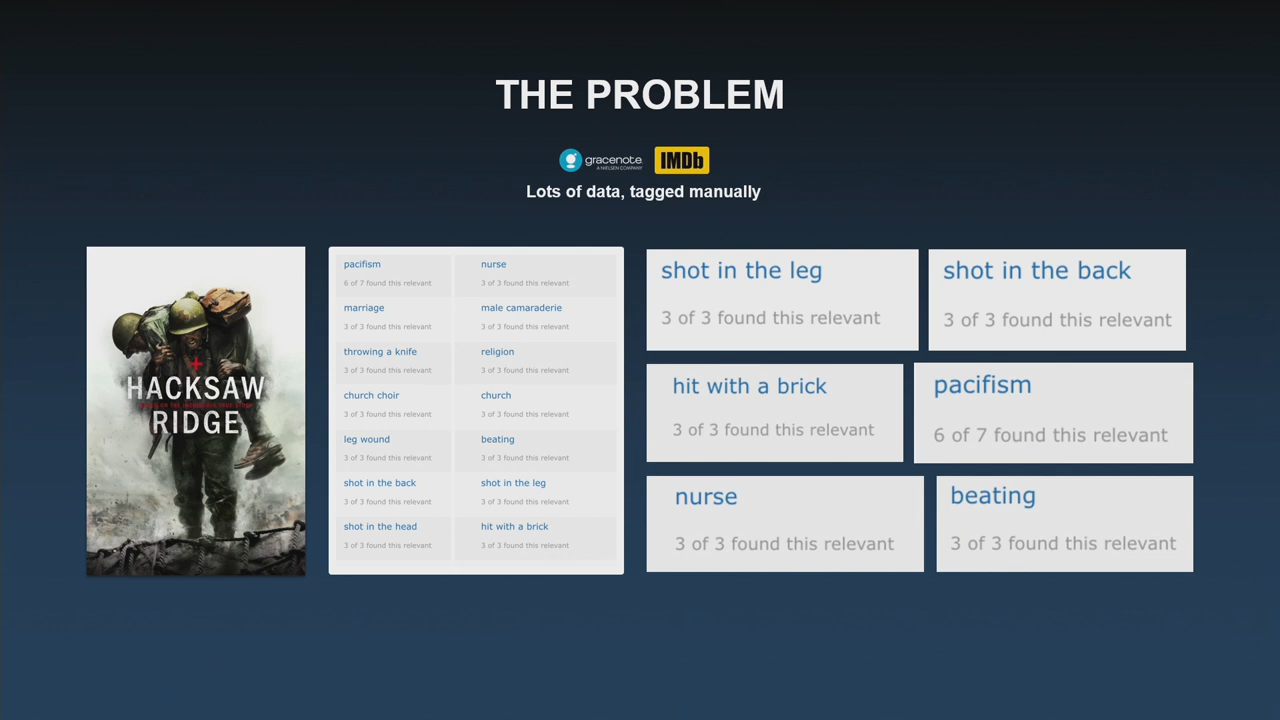 THE PROBLEM
gracenote.
A NIELSEN COMPANY
IMDb
Lots of data, tagged manually
HACKSAW
RIDGE
pacifism
6 of 7 found this relevant
nurse
3 of 3 found this relevant
marriage
3 of 3 found this relevant
male camaraderie
3 of 3 found this relevant
throwing a knife
3 of 3 found this relevant
religion
3 of 3 found this relevant
church choir
3 of 3 found this relevant
church
3 of 3 found this relevant
leg wound
3 of 3 found this relevant
beating
3 of 3 found this relevant
shot in the back
3 of 3 found this relevant
shot in the leg
3 of 3 found this relevant
shot in the head
3 of 3 found this relevant
hit with a brick
3 of 3 found this relevant
shot in the leg
3 of 3 found this relevant
shot in the back
3 of 3 found this relevant
hit with a brick
3 of 3 found this relevant
pacifism
6 of 7 found this relevant
nurse
3 of 3 found this relevant
beating
3 of 3 found this relevant